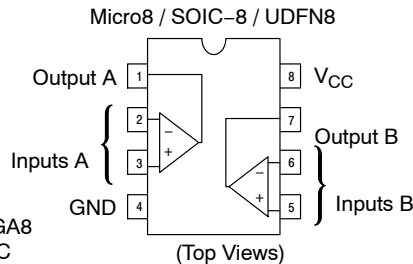 Micro8 / SOIC−8 / UDFN8
Output A 1 8 VCC
2 − 7 Output B
Inputs A 3 + − 6 Inputs B
GND 4 + 5
GA8
C
(Top Views)